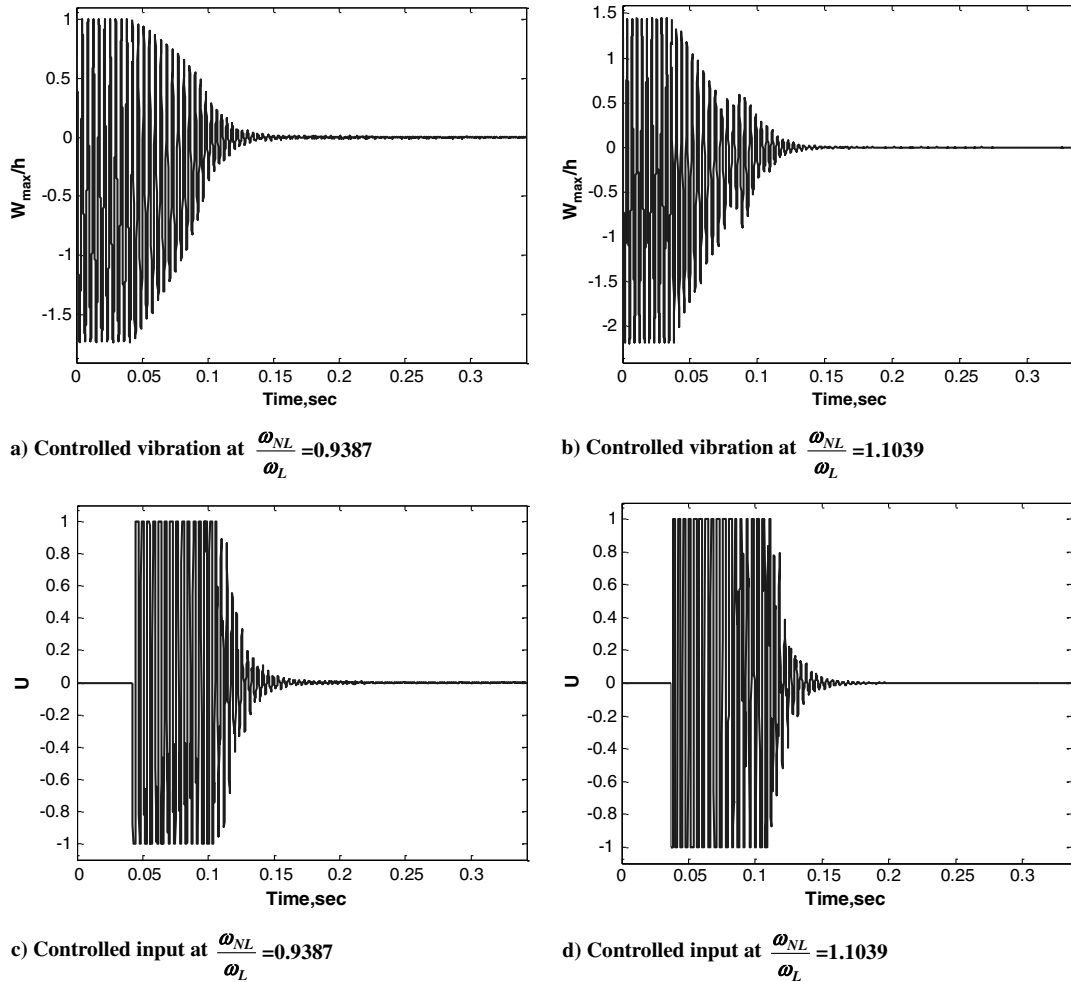 1
0.5
0
-0.5
-1
-1.5
W_max/h
0 0.05 0.1 0.15 0.2 0.25 0.3
Time,sec
a) Controlled vibration at ω_NL/ω_L =0.9387
1.5
1
0.5
0
-0.5
-1
-1.5
-2
W_max/h
0 0.05 0.1 0.15 0.2 0.25 0.3
Time,sec
b) Controlled vibration at ω_NL/ω_L =1.1039
1
0.8
0.6
0.4
0.2
0
-0.2
-0.4
-0.6
-0.8
-1
U
0 0.05 0.1 0.15 0.2 0.25 0.3
Time,sec
c) Controlled input at ω_NL/ω_L =0.9387
1
0.8
0.6
0.4
0.2
0
-0.2
-0.4
-0.6
-0.8
-1
U
0 0.05 0.1 0.15 0.2 0.25 0.3
Time,sec
d) Controlled input at ω_NL/ω_L =1.1039